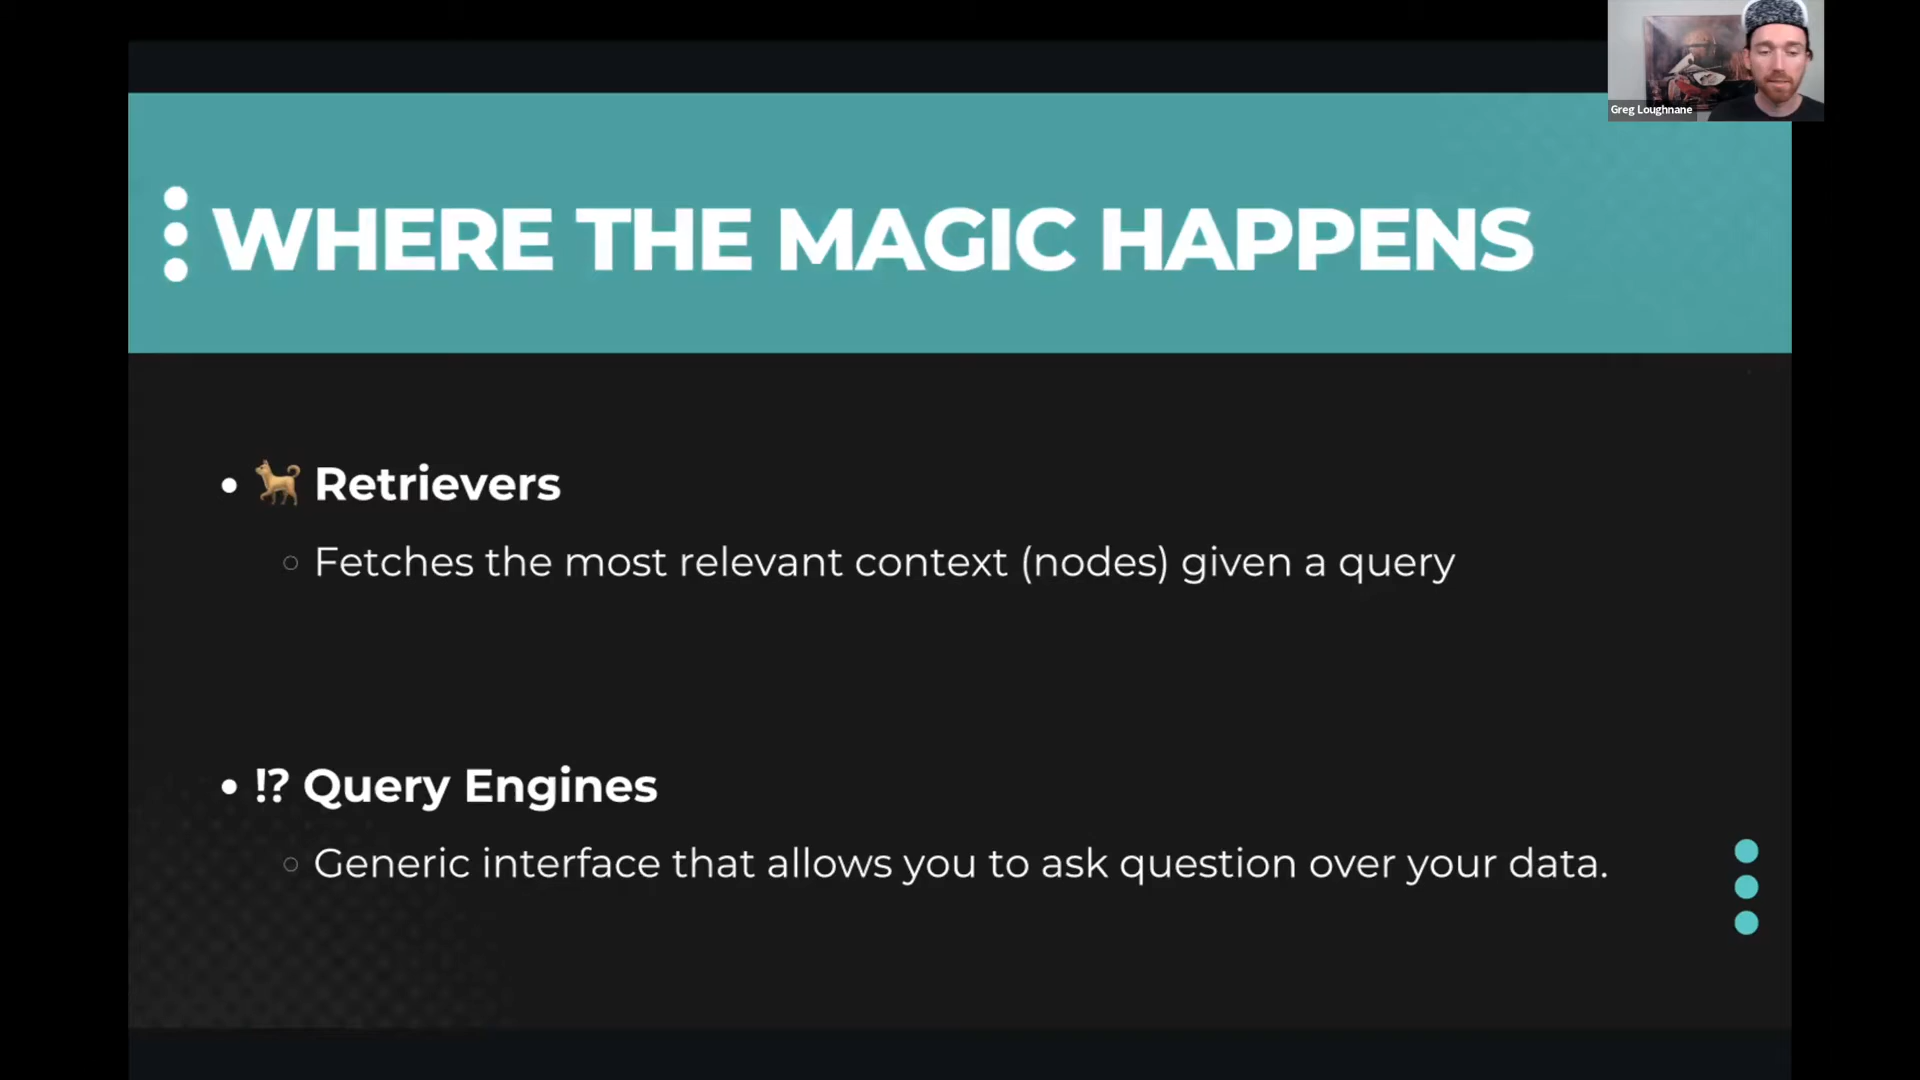 Greg Loughnane
WHERE THE MAGIC HAPPENS
• 🐕 Retrievers
○ Fetches the most relevant context (nodes) given a query
• ⁉ Query Engines
○ Generic interface that allows you to ask question over your data.